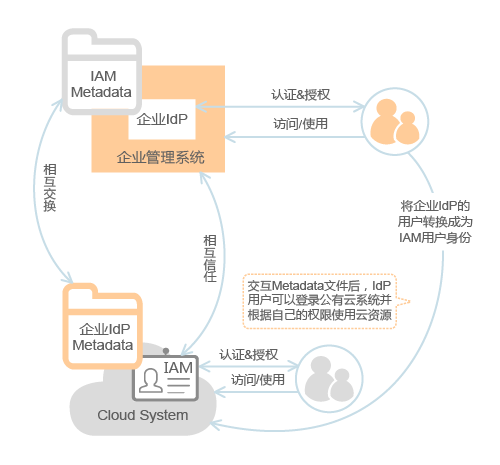 IAM
Metadata
企业IdP
企业管理系统
认证&授权
访问/使用
将企业IdP的
用户转换成为
IAM用户身份
相互交换
相互信任
交互Metadata文件后，IdP
用户可以登录公有云系统并
根据自己的权限使用云资源
企业IdP
Metadata
IAM
Cloud System
认证&授权
访问/使用